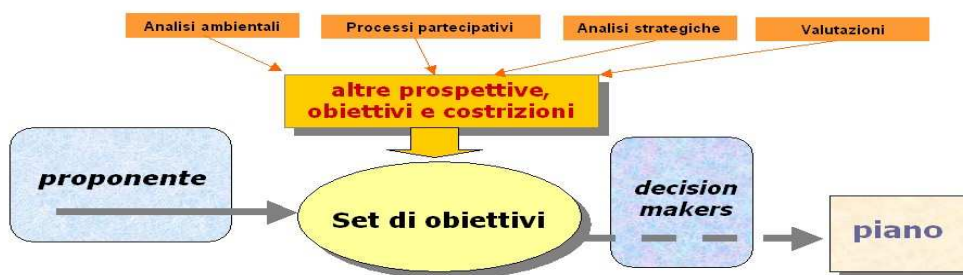 Analisi ambientali
Processi partecipativi
Analisi strategiche
Valutazioni
altre prospettive,
obiettivi e costrizioni
proponente
Set di obiettivi
decision
makers
piano